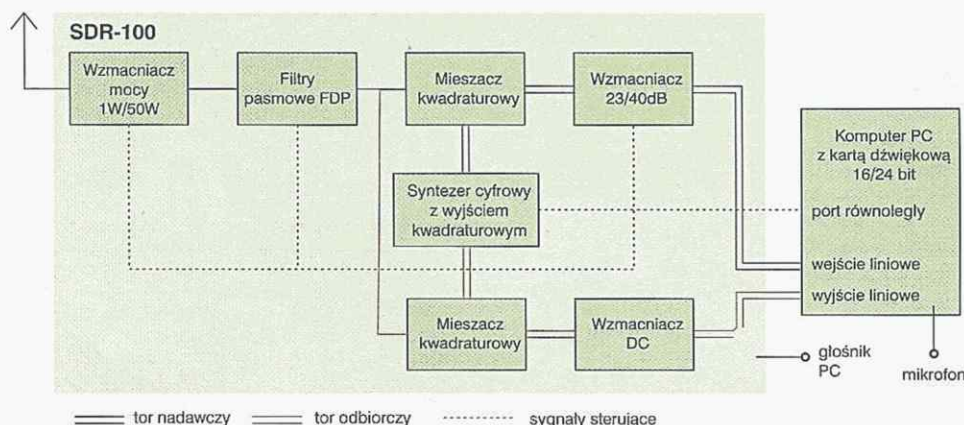 SDR-100
Wzmacniacz
mocy
1W/50W
Filtry
pasmowe FDP
Mieszacz
kwadraturowy
Wzmacniacz
23/40dB
Komputer PC
z kartą dźwiękową
16/24 bit
port równoległy
wejście liniowe
wyjście liniowe
Syntezer cyfrowy
z wyjściem
kwadraturowym
Mieszacz
kwadraturowy
Wzmacniacz
DC
głośnik
PC
mikrofon
tor nadawczy
tor odbiorczy
sygnały sterujące